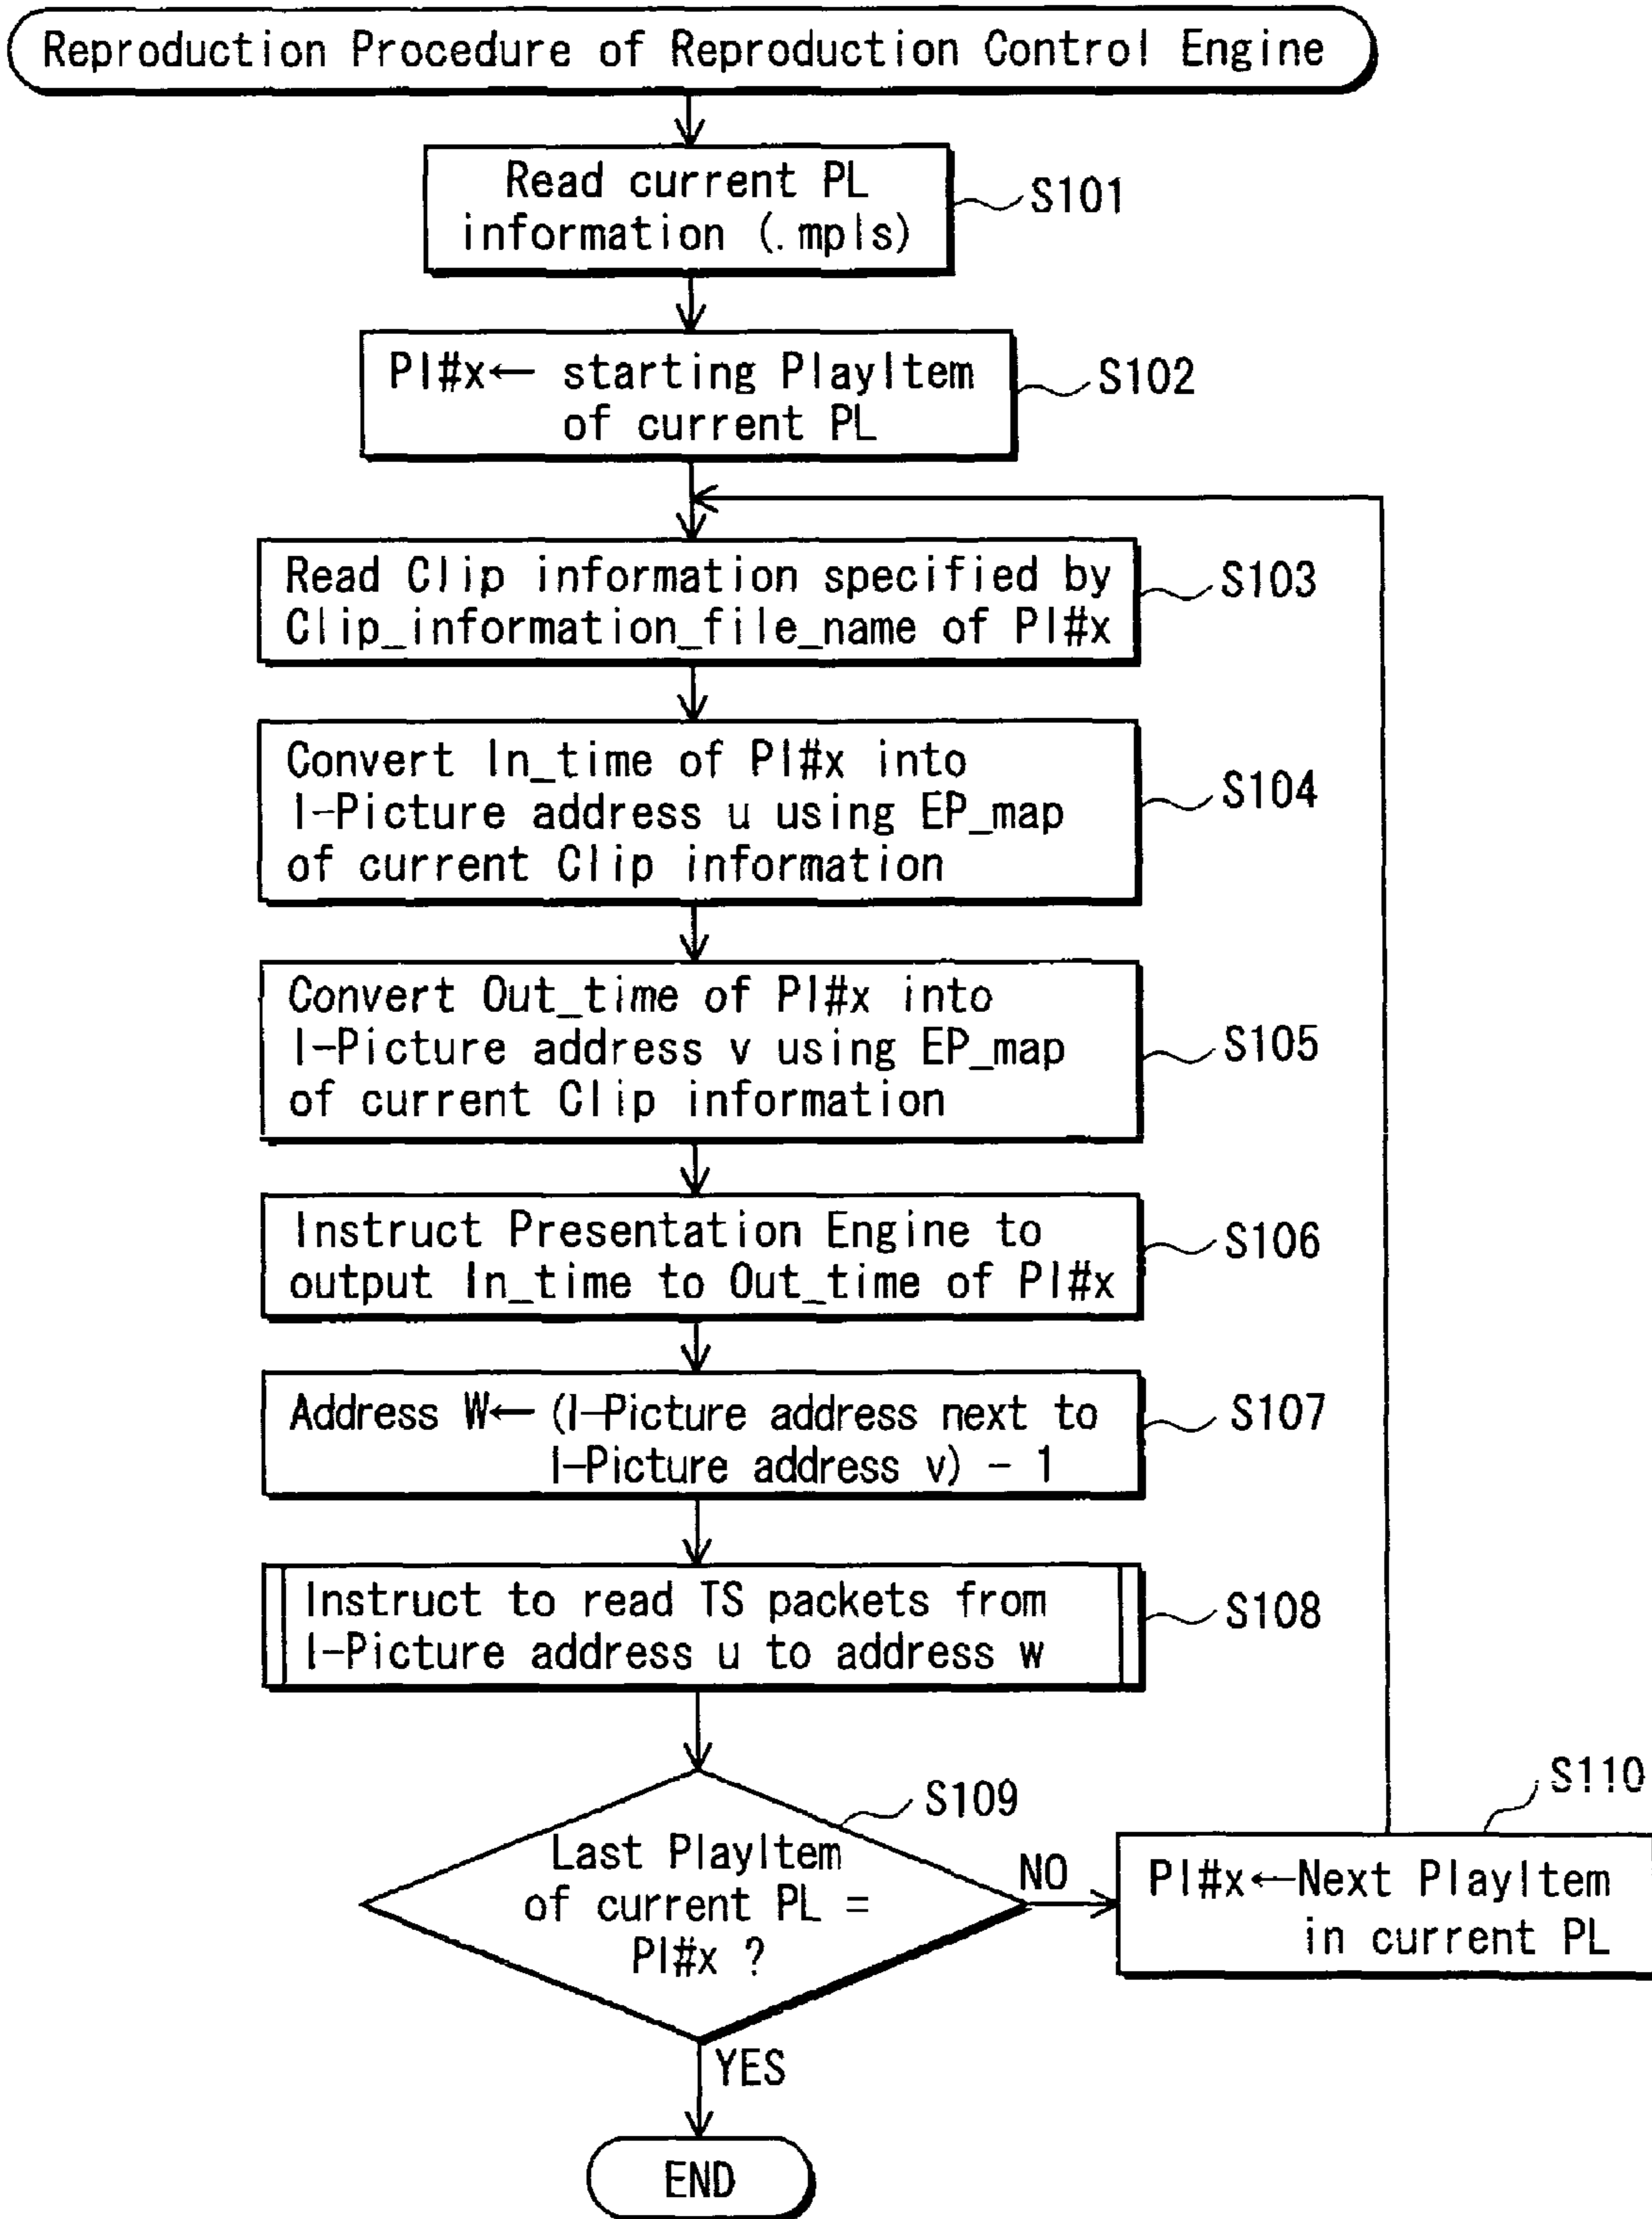 Reproduction Procedure of Reproduction Control Engine
Read current PL
information (.mpls)
S101
PI#x← starting PlayItem
of current PL
S102
Read Clip information specified by
Clip_information_file_name of PI#x
S103
Convert In_time of PI#x into
I-Picture address u using EP_map
of current Clip information
S104
Convert Out_time of PI#x into
I-Picture address v using EP_map
of current Clip information
S105
Instruct Presentation Engine to
output In_time to Out_time of PI#x
S106
Address W← (I-Picture address next to
I-Picture address v) - 1
S107
Instruct to read TS packets from
I-Picture address u to address w
S108
Last PlayItem
of current PL =
PI#x ?
S109
NO
PI#x←Next PlayItem
in current PL
S110
YES
END